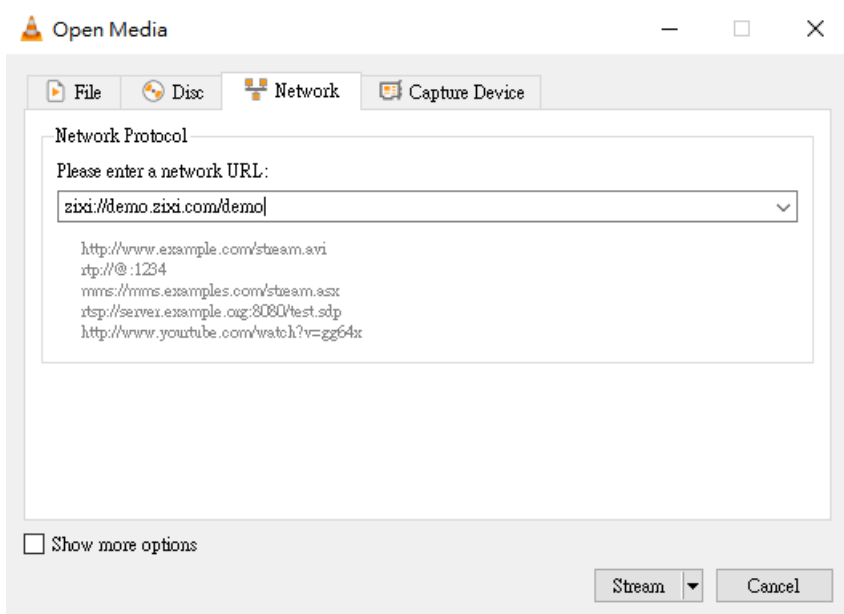 Open Media
File Disc Network Capture Device
Network Protocol
Please enter a network URL:
zixi://demo.zixi.com/demo
http://www.example.com/stream.avi
rtp://@:1234
mms://mms.examples.com/stream.asx
rtsp://server.example.org:8080/test.sdp
http://www.yourtube.com/watch?v=gg64x
Show more options
Stream Cancel